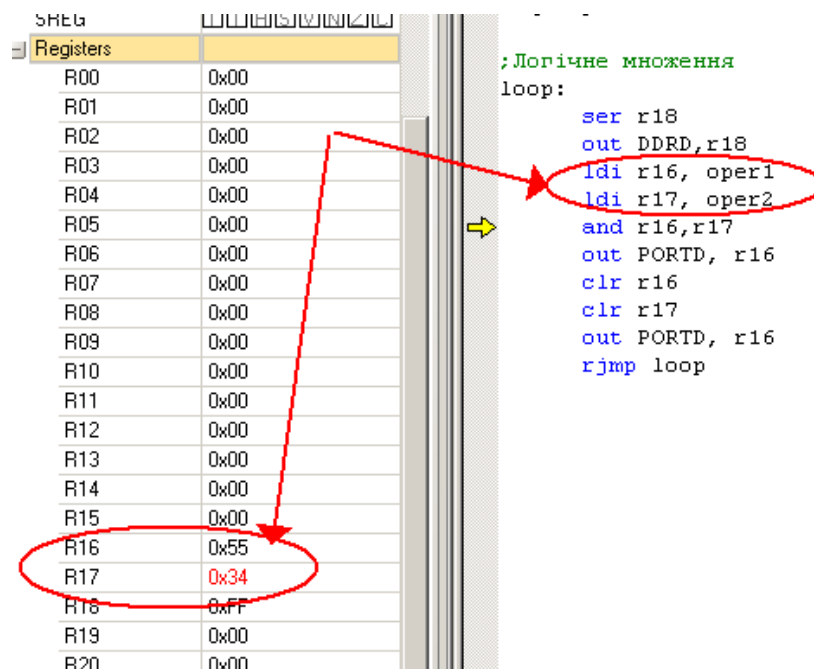 SREG ITHSVNZC
Registers
R00 0x00
R01 0x00
R02 0x00
R03 0x00
R04 0x00
R05 0x00
R06 0x00
R07 0x00
R08 0x00
R09 0x00
R10 0x00
R11 0x00
R12 0x00
R13 0x00
R14 0x00
R15 0x00
R16 0x55
R17 0x34
R18 0xFF
R19 0x00
R20 0x00
;Логічне множення
loop:
ser r18
out DDRD,r18
ldi r16, oper1
ldi r17, oper2
and r16,r17
out PORTD, r16
clr r16
clr r17
out PORTD, r16
rjmp loop